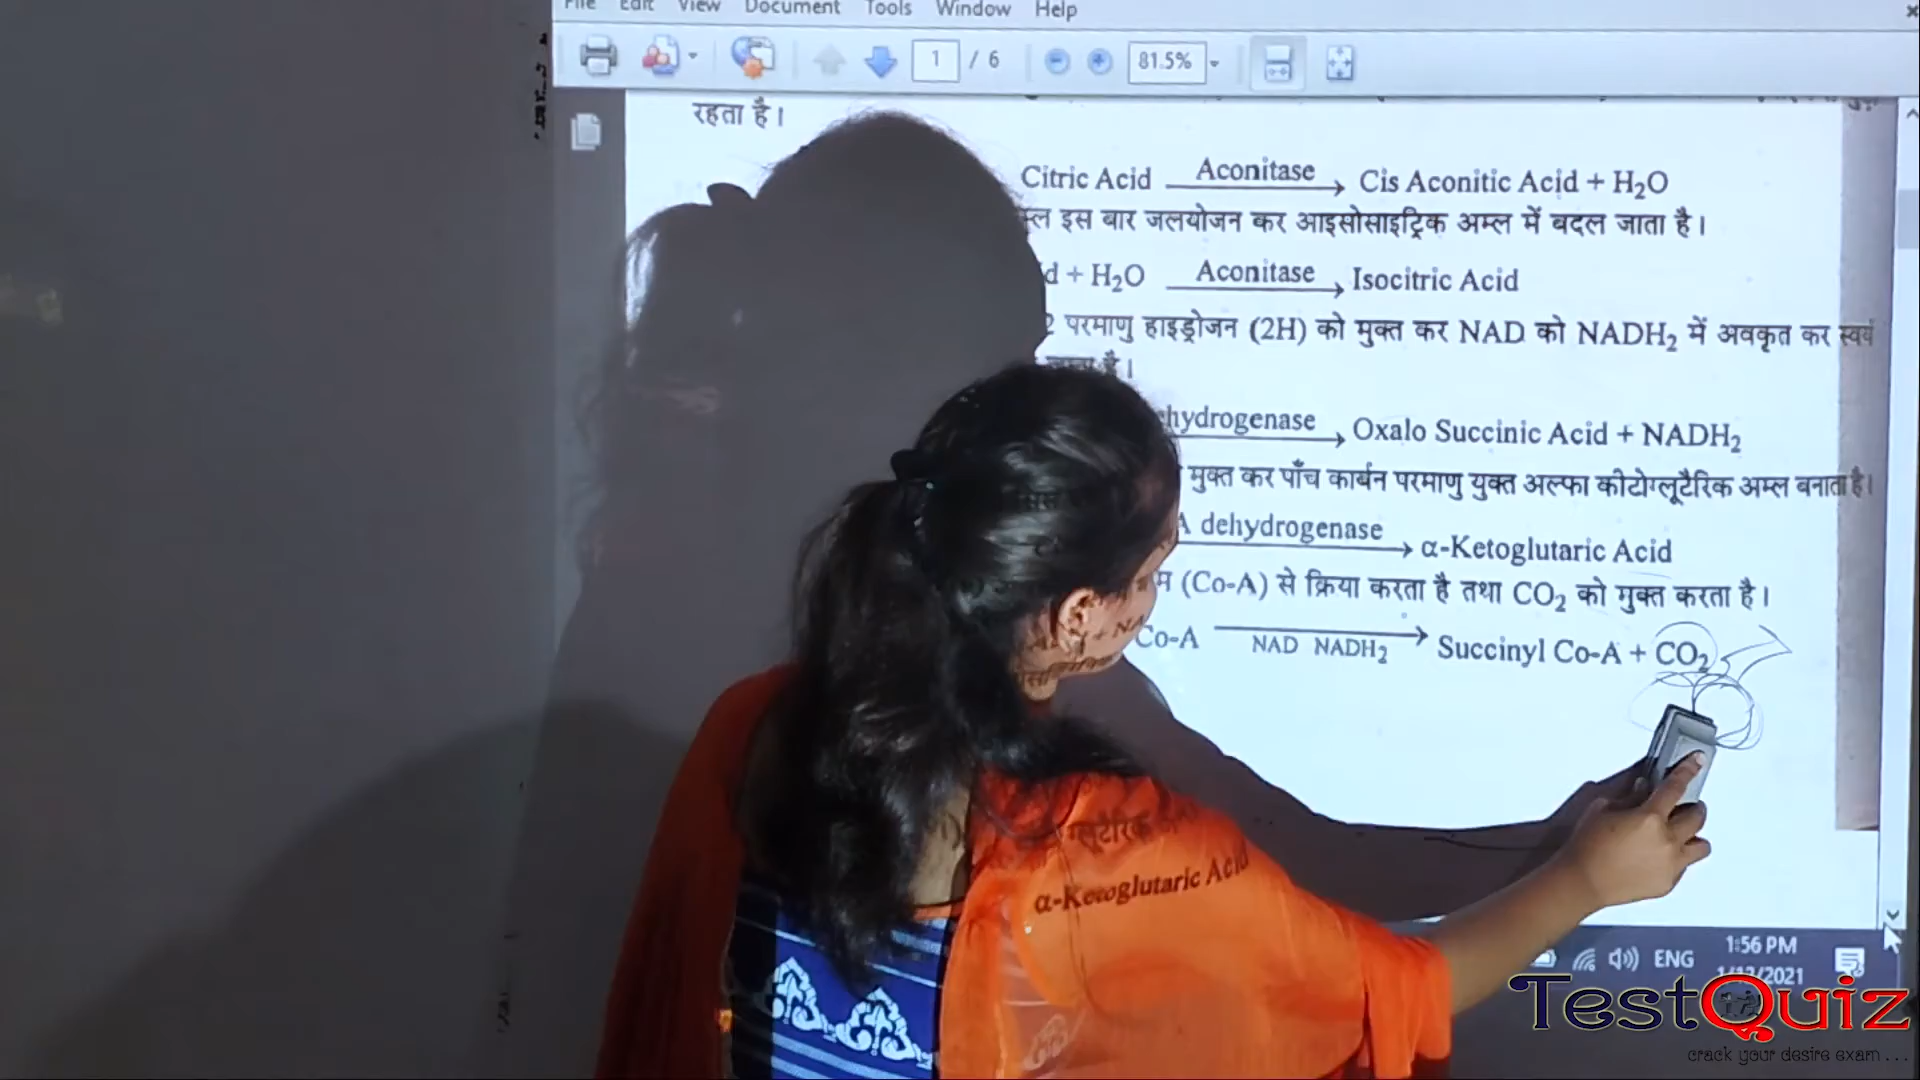 File Edit View Document Tools Window Help
1 / 6 81.5%
रहता है।
Citric Acid Aconitase Cis Aconitic Acid + H₂O
इस बार जलयोजन कर आइसोसाइट्रिक अम्ल में बदल जाता है।
d + H₂O Aconitase Isocitric Acid
2 परमाणु हाइड्रोजन (2H) को मुक्त कर NAD को NADH₂ में अवकृत कर स्वयं
है।
hydrogenase Oxalo Succinic Acid + NADH₂
मुक्त कर पाँच कार्बन परमाणु युक्त अल्फा कीटोग्लूटैरिक अम्ल बनाता है।
A dehydrogenase α-Ketoglutaric Acid
म (Co-A) से क्रिया करता है तथा CO₂ को मुक्त करता है।
Co-A NAD NADH₂ Succinyl Co-A + CO₂
ग्लूटैरिक
α-Ketoglutaric Acid
ENG 1:56 PM
TestQuiz
crack your desire exam . . .